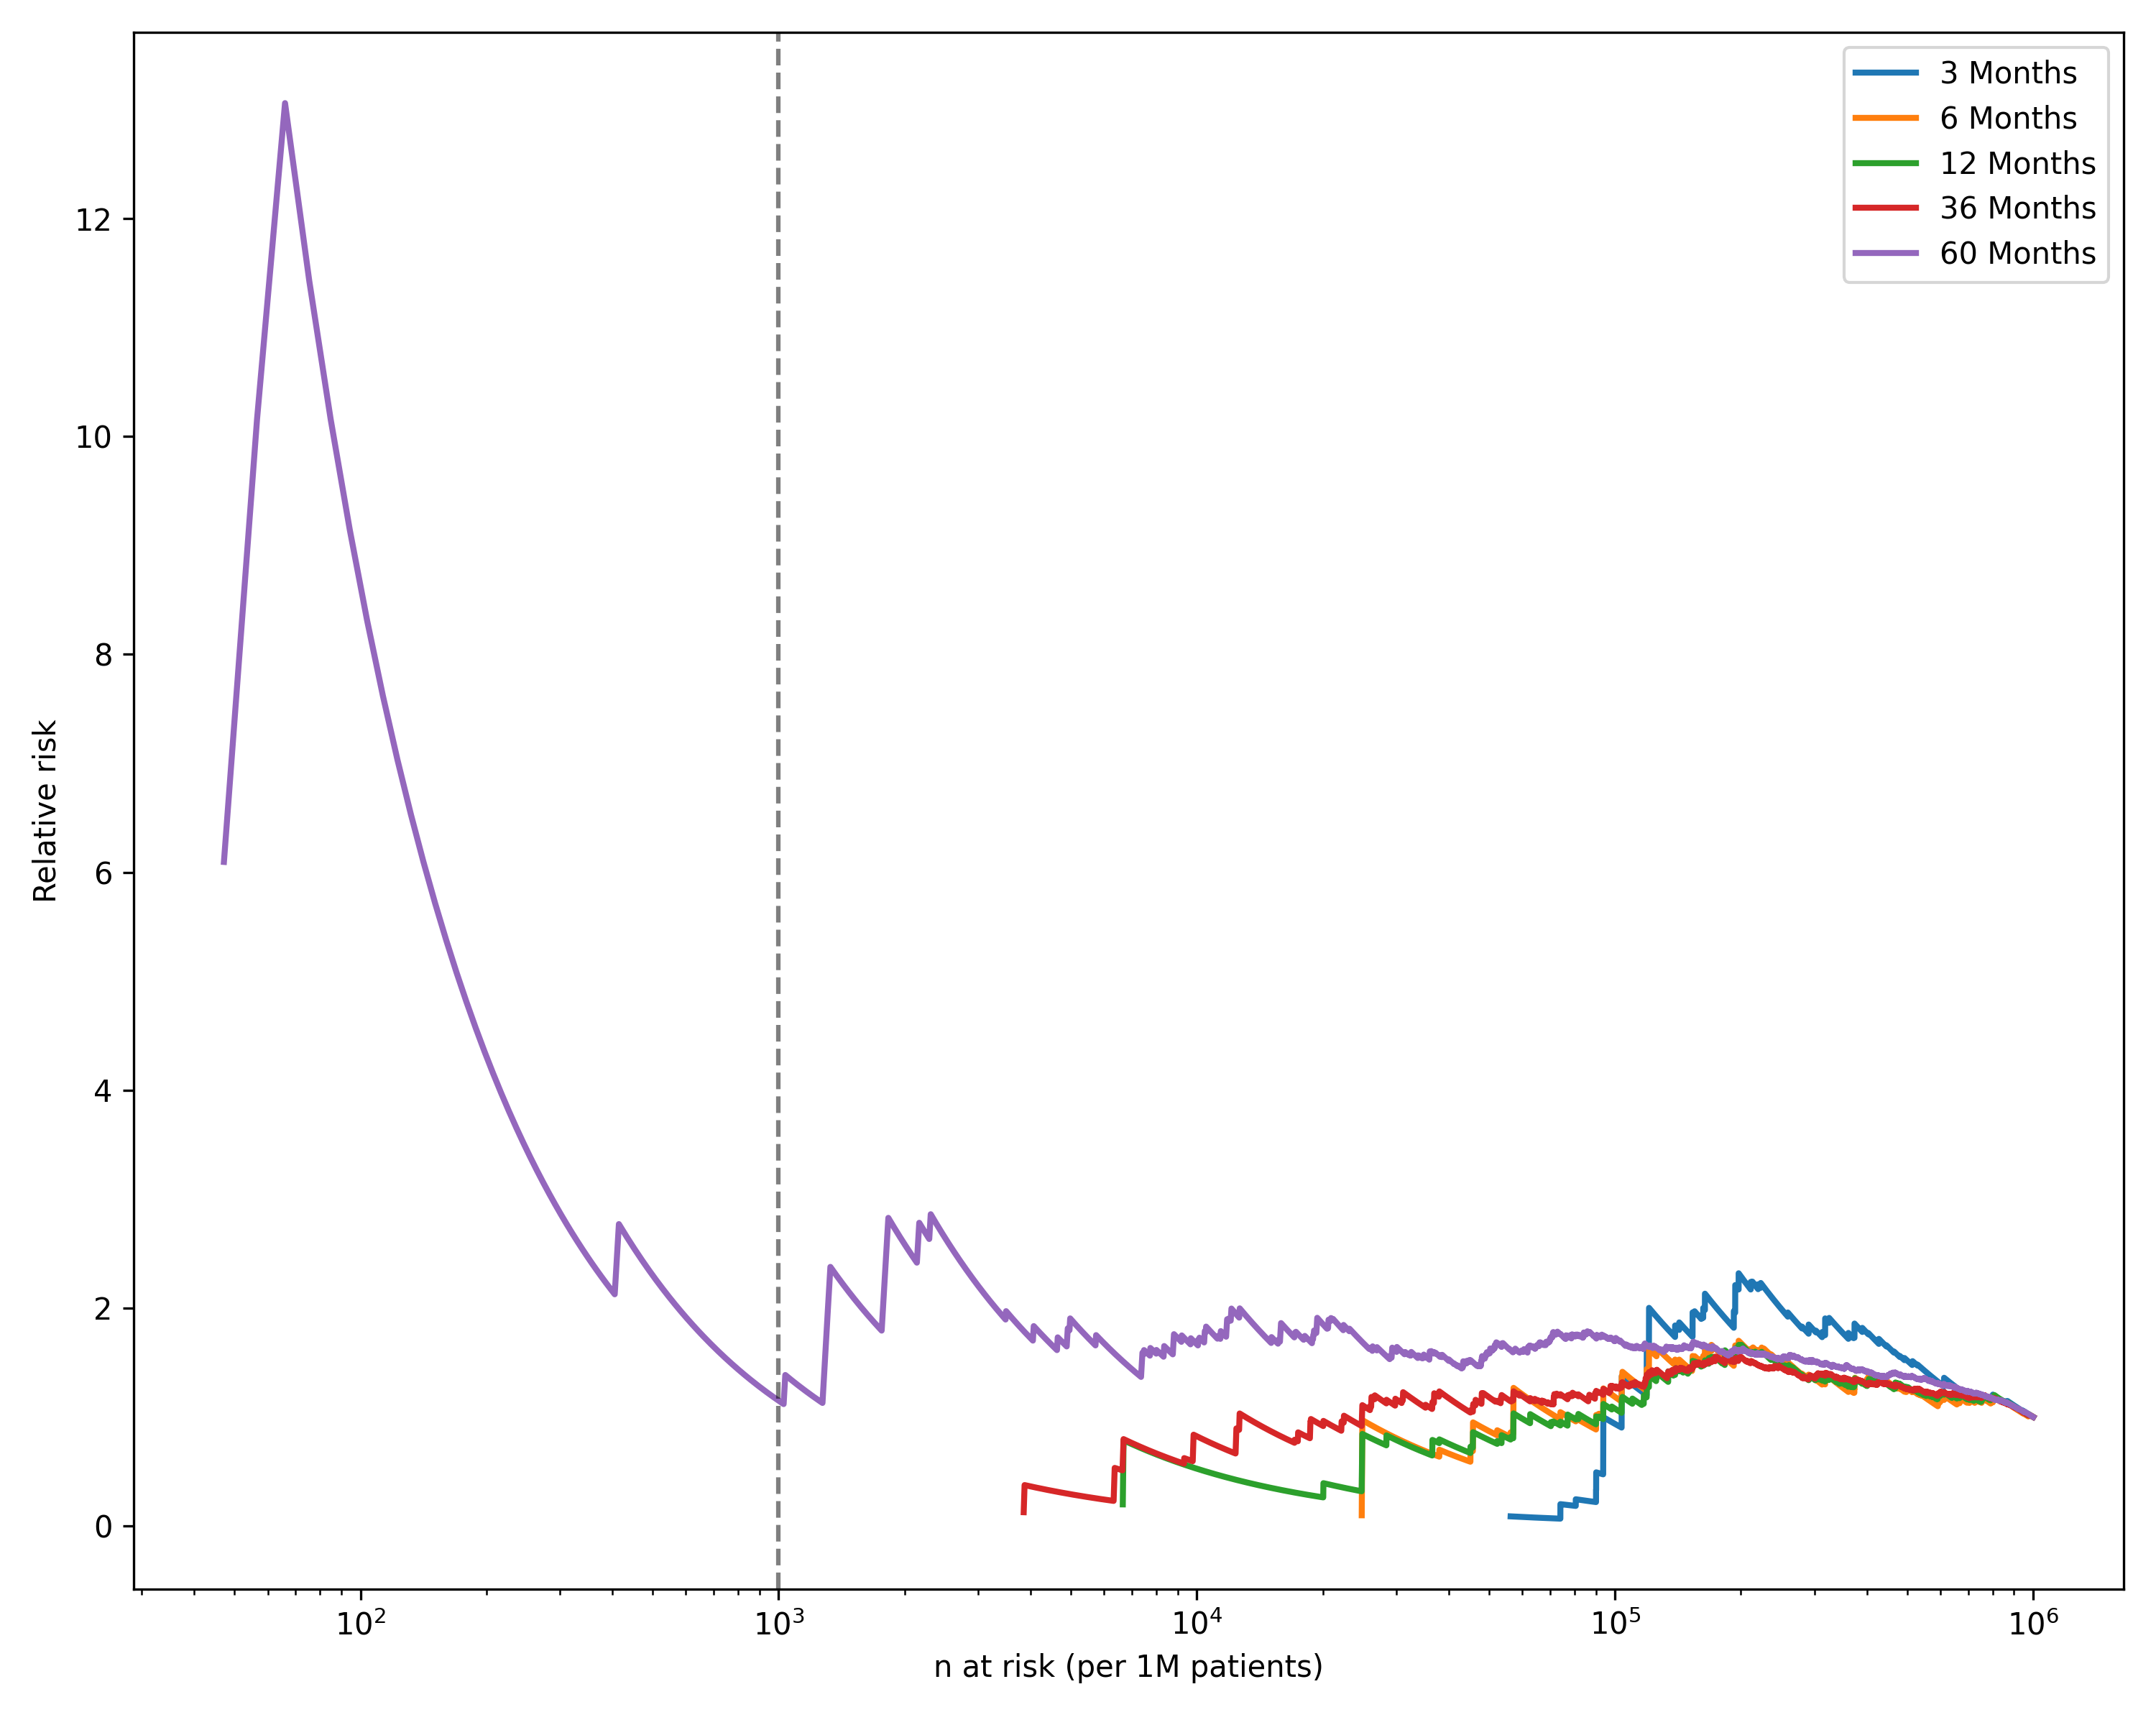 3 Months
6 Months
12 Months
36 Months
60 Months
12
10
8
6
4
2
0
Relative risk
10²
10³
10⁴
10⁵
10⁶
n at risk (per 1M patients)